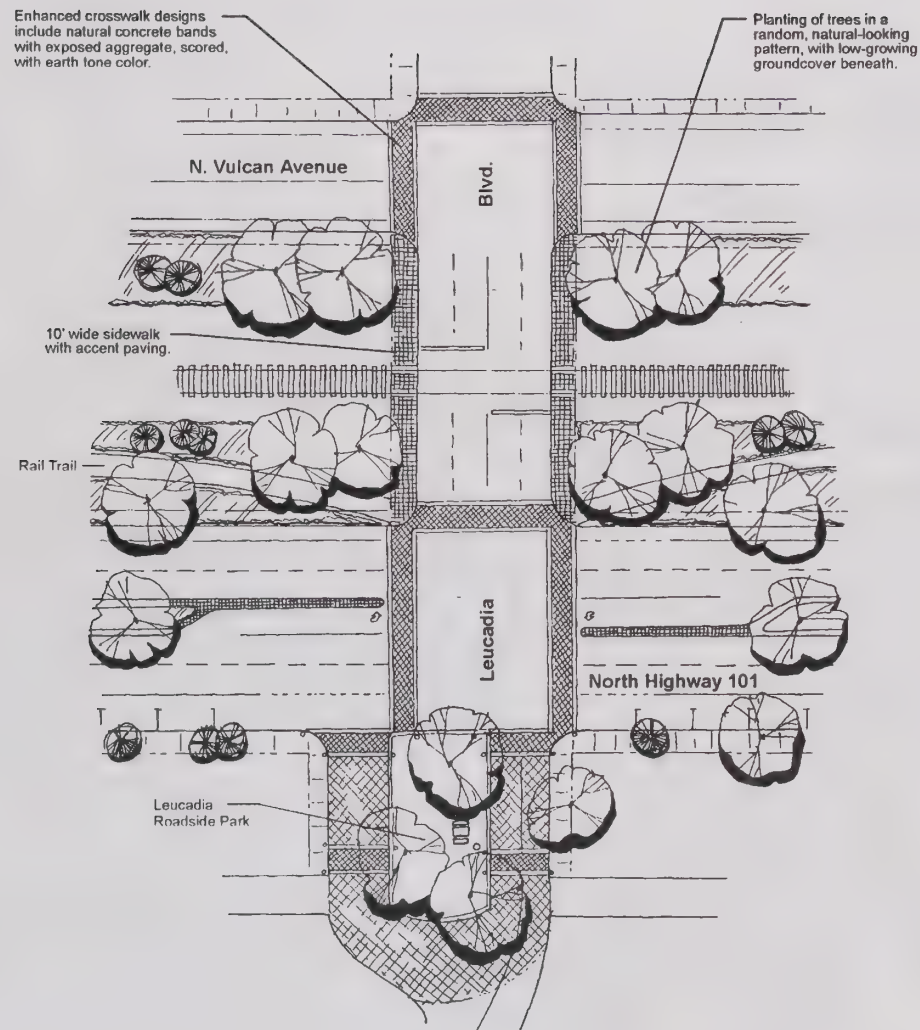 Enhanced crosswalk designs
include natural concrete bands
with exposed aggregate, scored,
with earth tone color.
Planting of trees in a
random, natural-looking
pattern, with low-growing
groundcover beneath.
N. Vulcan Avenue
Blvd.
10' wide sidewalk
with accent paving.
Rail Trail
Leucadia
North Highway 101
Leucadia
Roadside Park